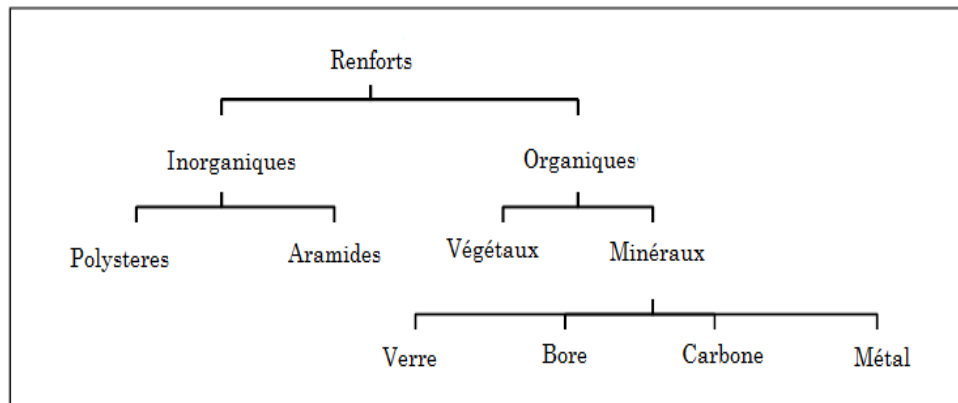 Renforts
Inorganiques
Organiques
Polysteres
Aramides
Végétaux
Minéraux
Verre
Bore
Carbone
Métal